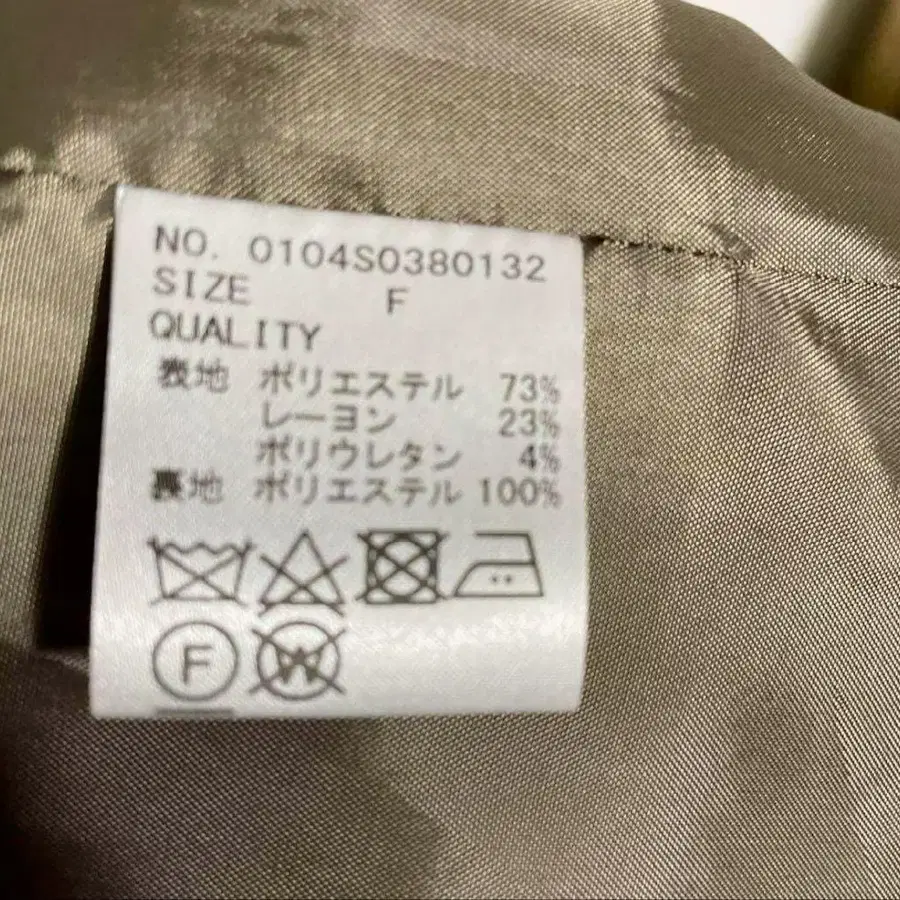 NO. 0104S0380132
SIZE F
QUALITY
表地 ポリエステル 73%
レーヨン 23%
ポリウレタン 4%
裏地 ポリエステル 100%
F W